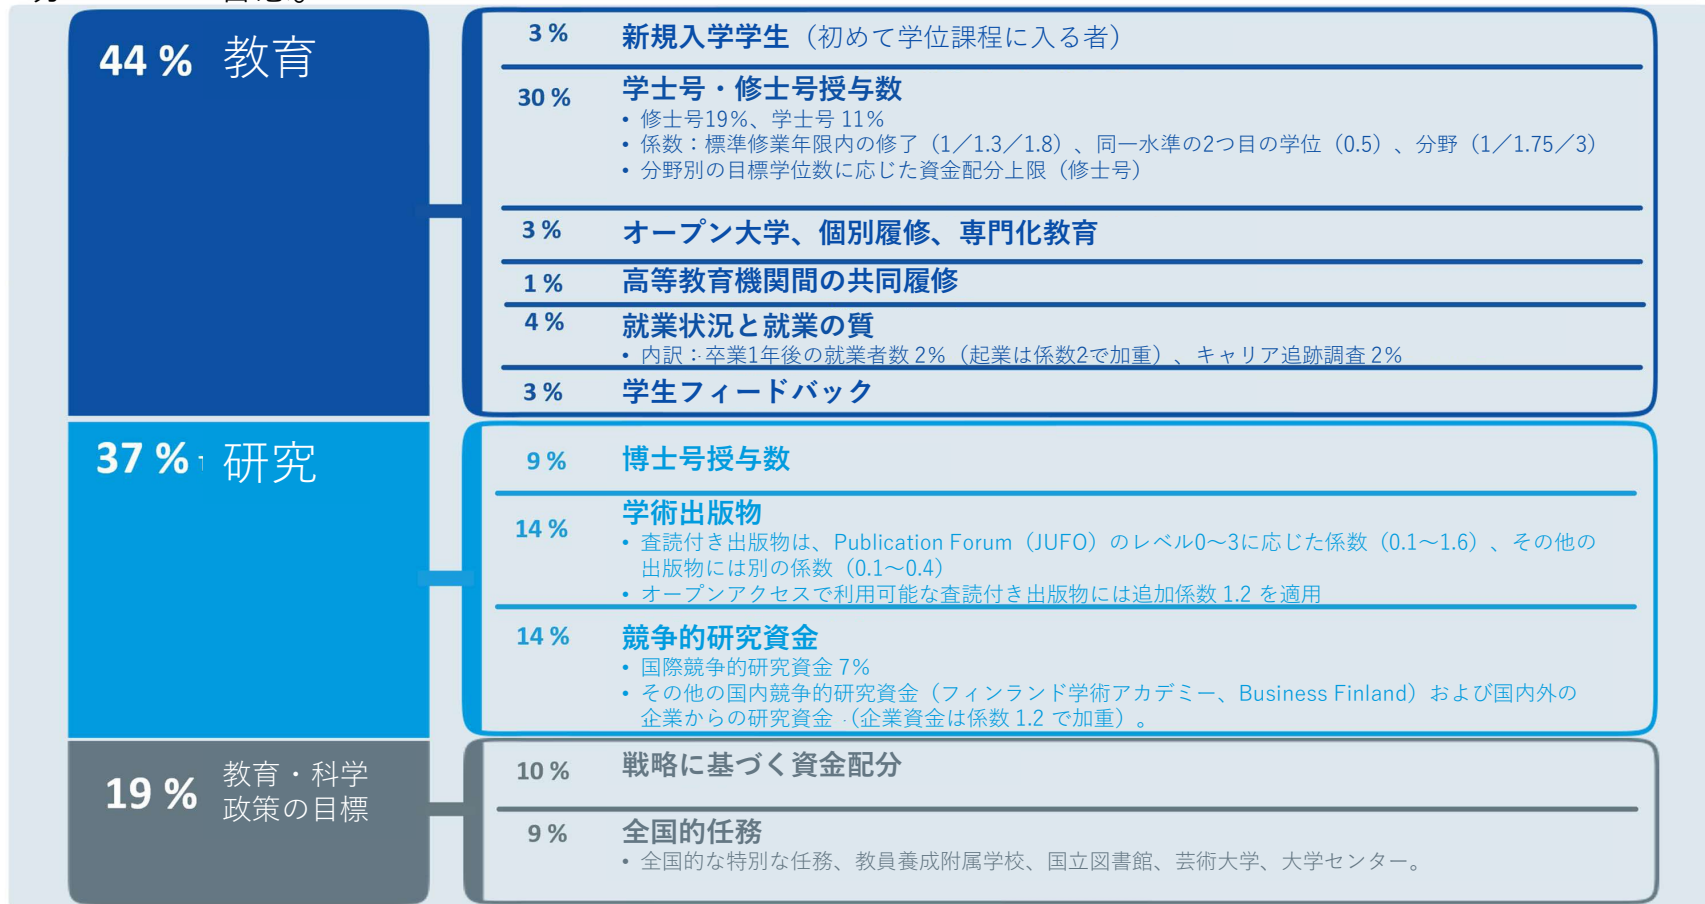 44 % 教育
3 % 新規入学学生（初めて学位課程に入る者）
30 % 学士号・修士号授与数
• 修士号19%、学士号 11%
• 係数：標準修業年限内の修了（1／1.3／1.8）、同一水準の2つ目の学位（0.5）、分野（1／1.75／3）
• 分野別の目標学位数に応じた資金配分上限（修士号）
3 % オープン大学、個別履修、専門化教育
1 % 高等教育機関間の共同履修
4 % 就業状況と就業の質
• 内訳：卒業1年後の就業者数 2%（起業は係数2で加重）、キャリア追跡調査 2%
3 % 学生フィードバック
37 % 研究
9 % 博士号授与数
14 % 学術出版物
• 査読付き出版物は、Publication Forum（JUFO）のレベル0～3に応じた係数（0.1～1.6）、その他の
出版物には別の係数（0.1～0.4）
• オープンアクセスで利用可能な査読付き出版物には追加係数 1.2 を適用
14 % 競争的研究資金
• 国際競争的研究資金 7%
• その他の国内競争的研究資金（フィンランド学術アカデミー、Business Finland）および国内外の
企業からの研究資金（企業資金は係数 1.2 で加重）。
19 % 教育・科学
政策の目標
10 % 戦略に基づく資金配分
9 % 全国的任務
• 全国的な特別な任務、教員養成附属学校、国立図書館、芸術大学、大学センター。